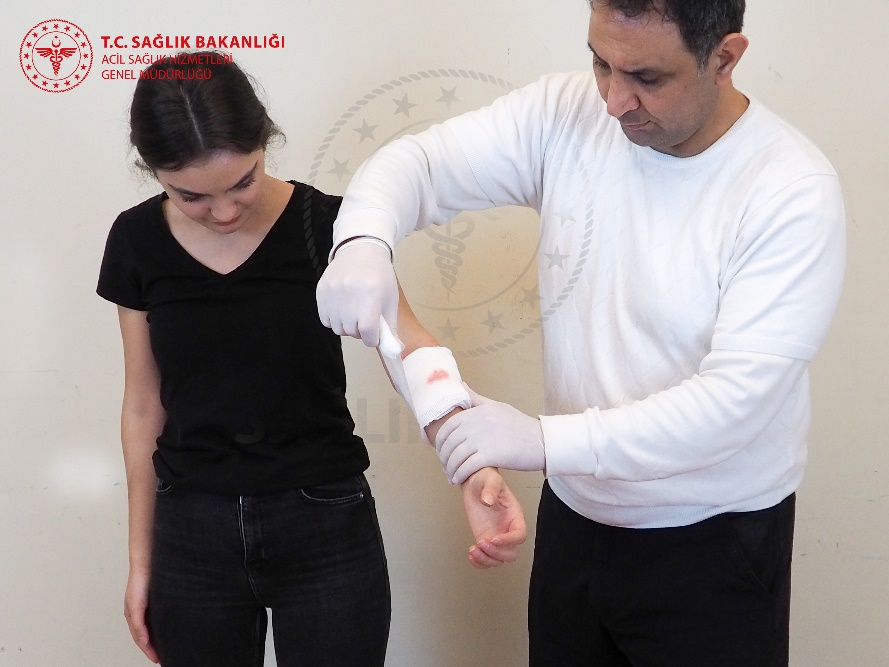 T.C. SAĞLIK BAKANLIĞI
ACİL SAĞLIK HİZMETLERİ
GENEL MÜDÜRLÜĞÜ